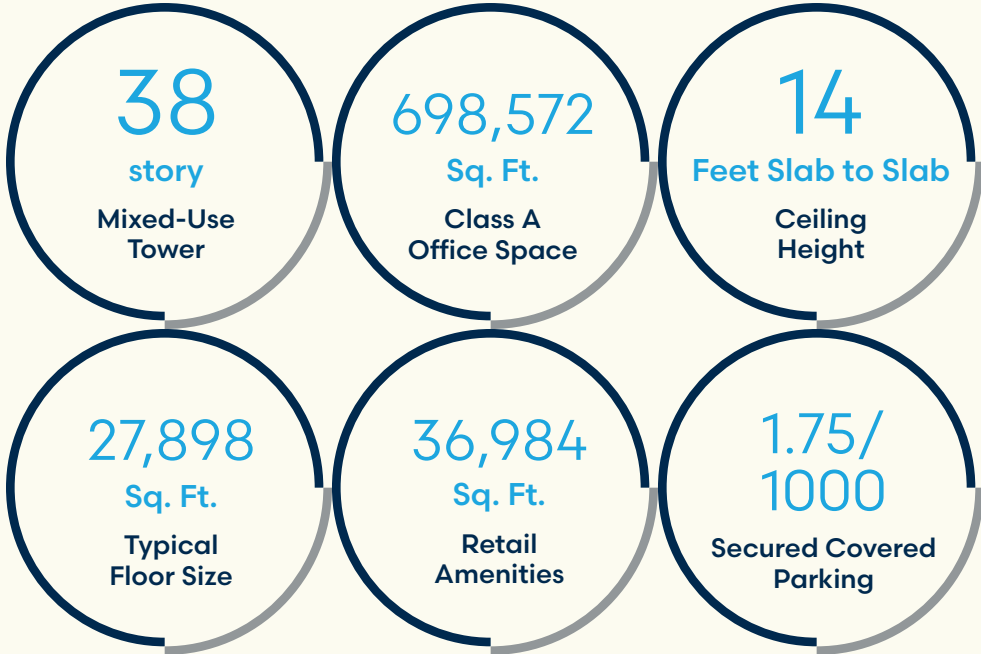 38
story
Mixed-Use
Tower
698,572
Sq. Ft.
Class A
Office Space
14
Feet Slab to Slab
Ceiling
Height
27,898
Sq. Ft.
Typical
Floor Size
36,984
Sq. Ft.
Retail
Amenities
1.75/
1000
Secured Covered
Parking